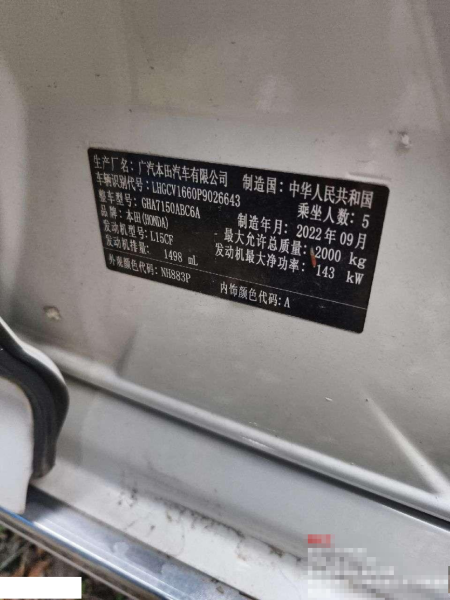 生产厂名：广汽本田汽车有限公司 制造国：中华人民共和国
车辆识别代号：LHGCV1660P9026643 乘坐人数：5
整车型号：GHA7150ABC6A 制造年月：2022年09月
品牌：本田(HONDA) 最大允许总质量：2000 kg
发动机型号：L15CF 发动机最大净功率：143 kW
发动机排量：1498 mL
外观颜色代码：NH883P 内饰颜色代码：A